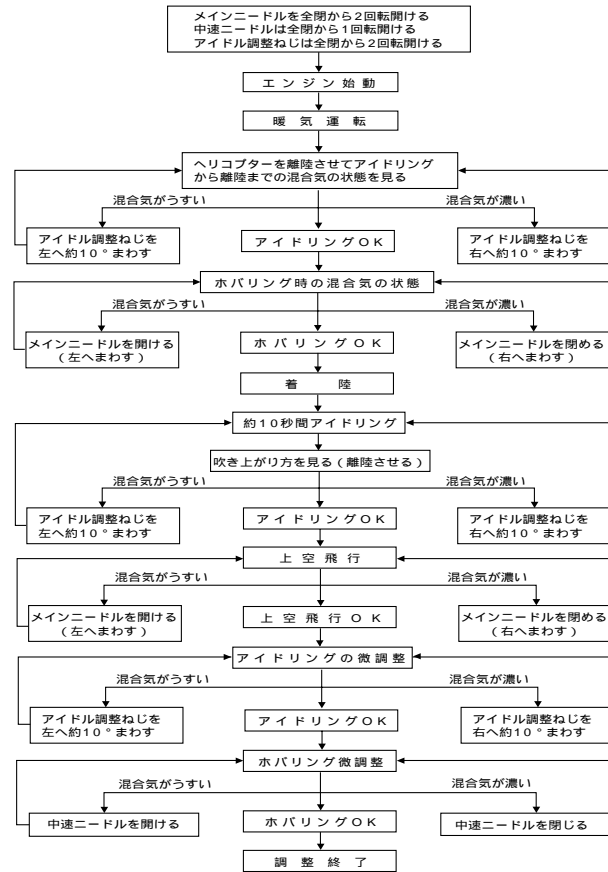 メインニードルを全閉から2回転開ける
中速ニードルは全閉から1回転開ける
アイドル調整ねじは全閉から2回転開ける
エンジン始動
暖気運転
ヘリコプターを離陸させてアイドリング
から離陸までの混合気の状態を見る
混合気がうすい
混合気が濃い
アイドル調整ねじを
左へ約10°まわす
アイドリングOK
アイドル調整ねじを
右へ約10°まわす
ホバリング時の混合気の状態
混合気がうすい
混合気が濃い
メインニードルを開ける
(左へまわす)
ホバリングOK
メインニードルを閉める
(右へまわす)
着陸
約10秒間アイドリング
吹き上がり方を見る(離陸させる)
混合気がうすい
混合気が濃い
アイドル調整ねじを
左へ約10°まわす
アイドリングOK
アイドル調整ねじを
右へ約10°まわす
上空飛行
混合気がうすい
混合気が濃い
メインニードルを開ける
(左へまわす)
上空飛行OK
メインニードルを閉める
(右へまわす)
アイドリングの微調整
混合気がうすい
混合気が濃い
アイドル調整ねじを
左へ約10°まわす
アイドリングOK
アイドル調整ねじを
右へ約10°まわす
ホバリング微調整
混合気がうすい
混合気が濃い
中速ニードルを開ける
ホバリングOK
中速ニードルを閉じる
調整終了